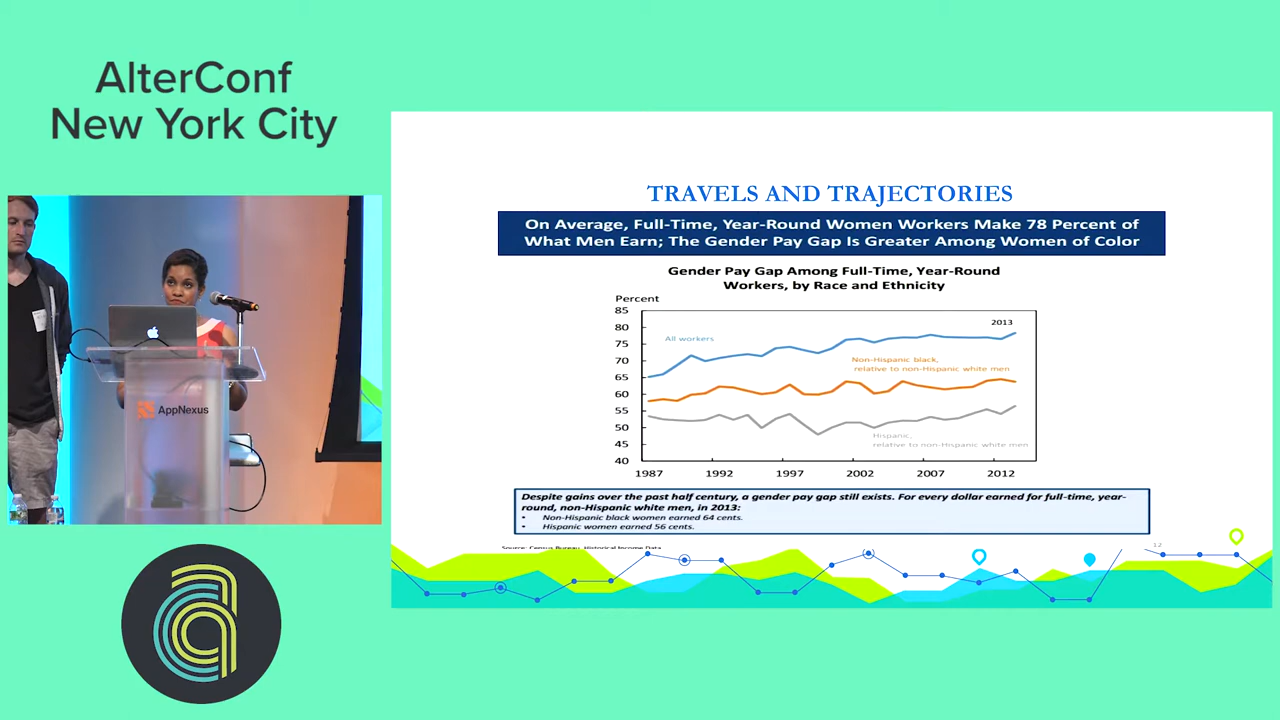 AlterConf
New York City
AppNexus
TRAVELS AND TRAJECTORIES
On Average, Full-Time, Year-Round Women Workers Make 78 Percent of
What Men Earn; The Gender Pay Gap Is Greater Among Women of Color
Gender Pay Gap Among Full-Time, Year-Round
Workers, by Race and Ethnicity
Percent
85
80
75
70
65
60
55
50
45
40
2013
All workers
Non-Hispanic black,
relative to non-Hispanic white men
Hispanic,
relative to non-Hispanic white men
1987 1992 1997 2002 2007 2012
Despite gains over the past half century, a gender pay gap still exists. For every dollar earned for full-time, year-
round, non-Hispanic white men, in 2013:
• Non-Hispanic black women earned 64 cents.
• Hispanic women earned 56 cents.
Source: Census Bureau, Historical Income Data
12